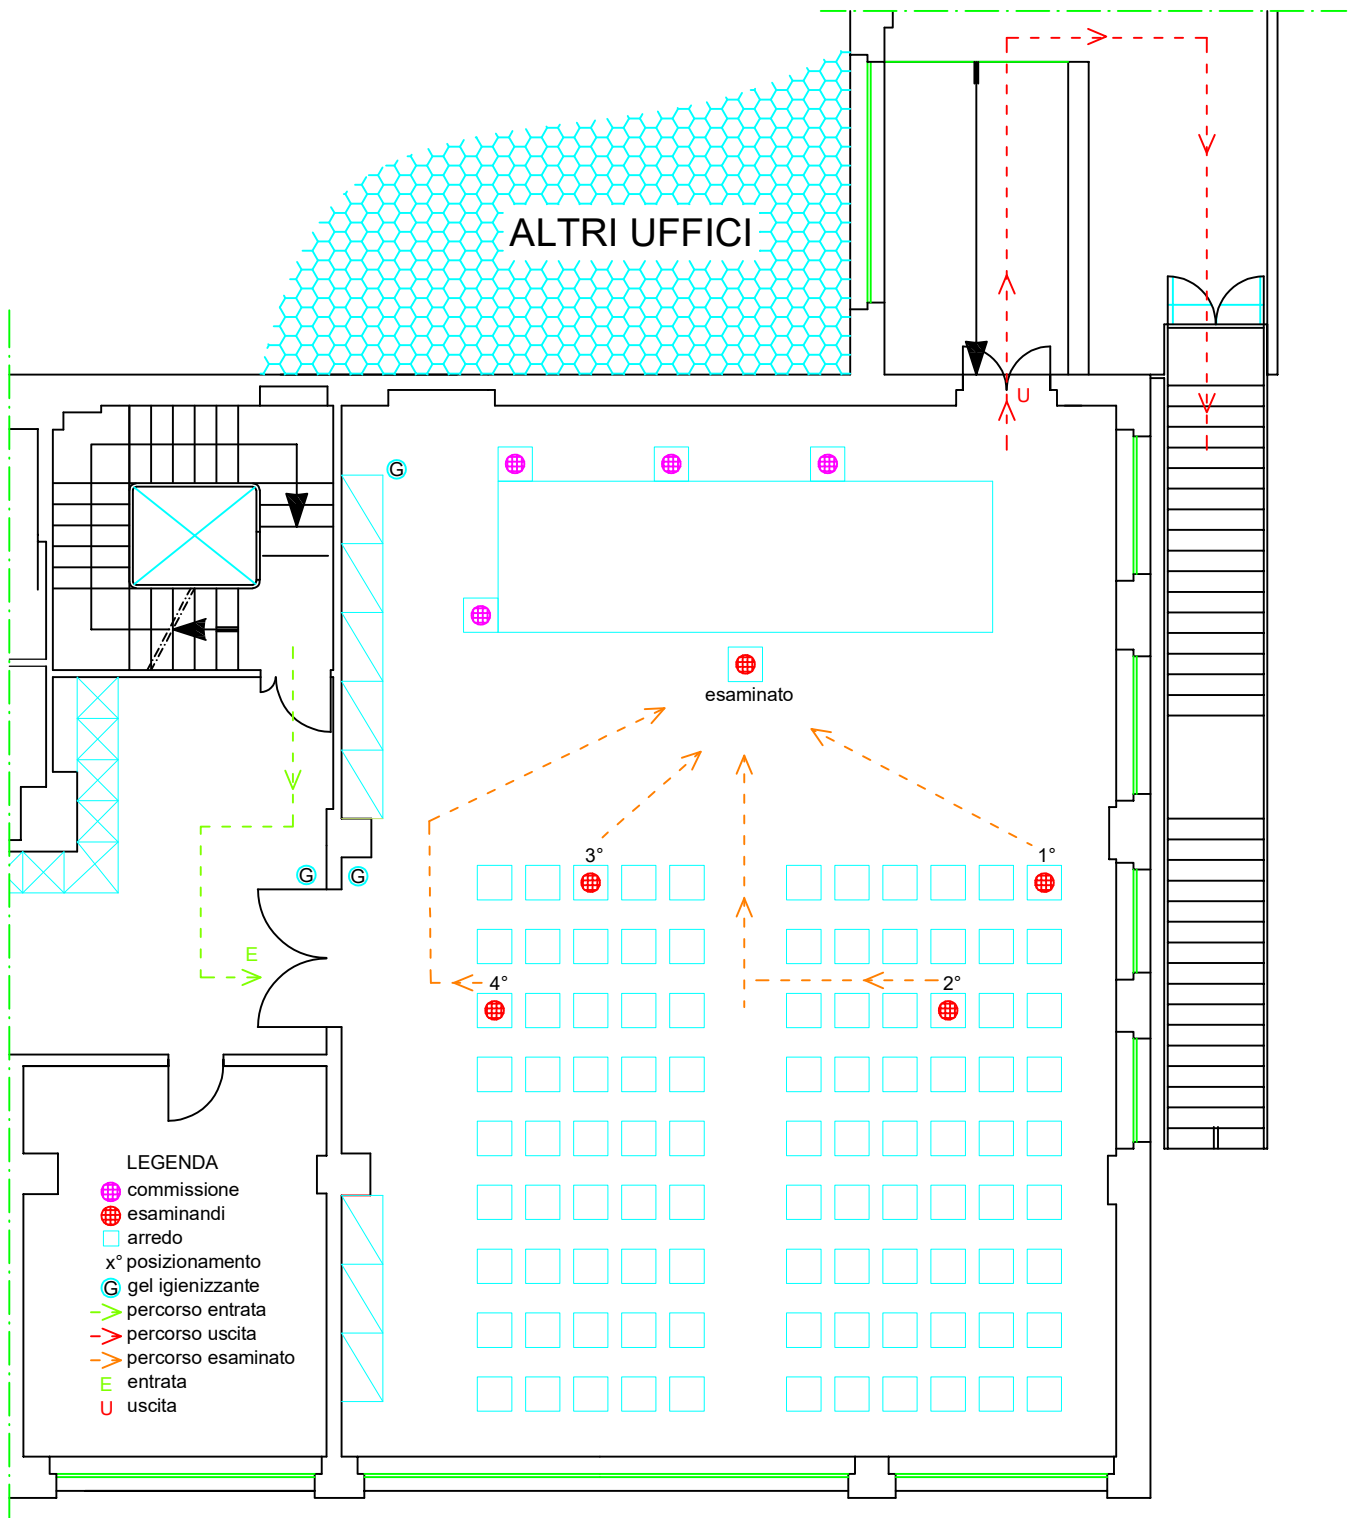 ALTRI UFFICI
U
G
esaminato
3°
1°
G
G
E
4°
2°
LEGENDA
commissione
esaminandi
arredo
x° posizionamento
G gel igienizzante
percorso entrata
percorso uscita
percorso esaminato
E entrata
U uscita